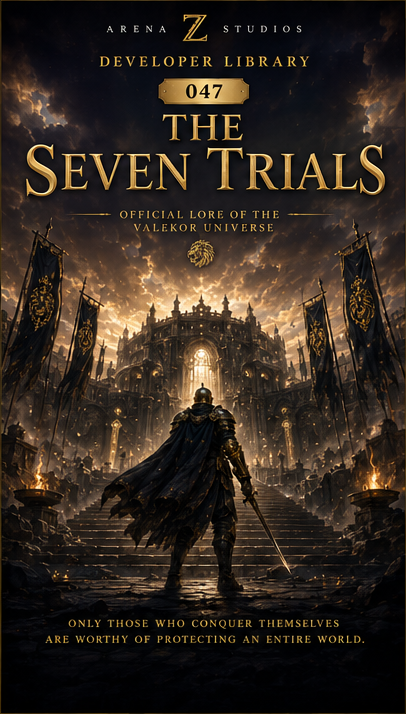 ARENA Z STUDIOS
DEVELOPER LIBRARY
047
THE
SEVEN TRIALS
OFFICIAL LORE OF THE
VALEKOR UNIVERSE
ONLY THOSE WHO CONQUER THEMSELVES
ARE WORTHY OF PROTECTING AN ENTIRE WORLD.